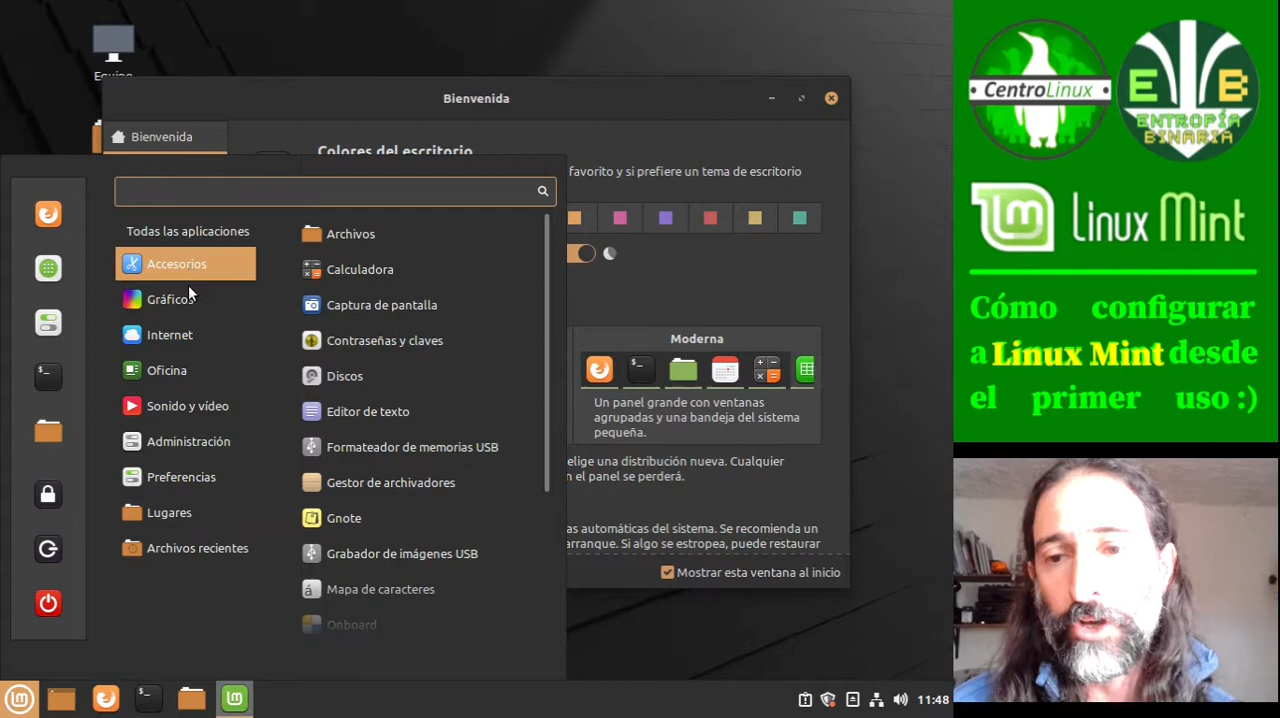 Equipo
Bienvenida
Bienvenida
Colores del escritorio
favorito y si prefiere un tema de escritorio
Todas las aplicaciones
Accesorios
Gráficos
Internet
Oficina
Sonido y vídeo
Administración
Preferencias
Lugares
Archivos recientes
Archivos
Calculadora
Captura de pantalla
Contraseñas y claves
Discos
Editor de texto
Formateador de memorias USB
Gestor de archivadores
Gnote
Grabador de imágenes USB
Mapa de caracteres
Onboard
Moderna
Un panel grande con ventanas
agrupadas y una bandeja del sistema
pequeña.
elige una distribución nueva. Cualquier
en el panel se perderá.
as automáticas del sistema. Se recomienda un
arranque. Si algo se estropea, puede restaurar
Mostrar esta ventana al inicio
11:48
CentroLinux
E B
ENTROPÍA
BINARIA
Linux Mint
Cómo configurar
a Linux Mint desde
el primer uso :)